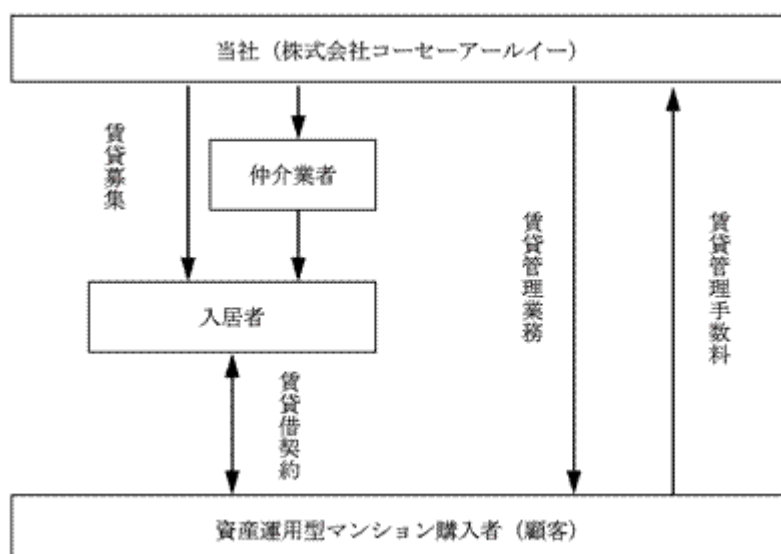 当社（株式会社コーセーアールイー）
賃貸募集
仲介業者
入居者
賃貸管理業務
賃貸管理手数料
賃貸借契約
資産運用型マンション購入者（顧客）